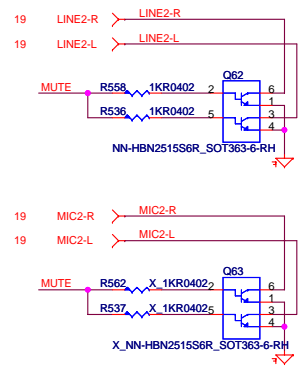 19 LINE2-R LINE2-R
19 LINE2-L LINE2-L
Q62
MUTE R558 1KR0402 2 6
1
R536 1KR0402 5 3
4
NN-HBN2515S6R_SOT363-6-RH
19 MIC2-R MIC2-R
19 MIC2-L MIC2-L
Q63
MUTE R562 X_1KR0402 2 6
1
R537 X_1KR0402 5 3
4
X_NN-HBN2515S6R_SOT363-6-RH